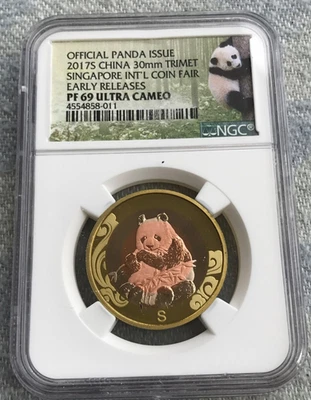 OFFICIAL PANDA ISSUE
2017S CHINA 30mm TRIMET
SINGAPORE INT'L COIN FAIR
EARLY RELEASES
PF 69 ULTRA CAMEO
4554858-011
NGC
S